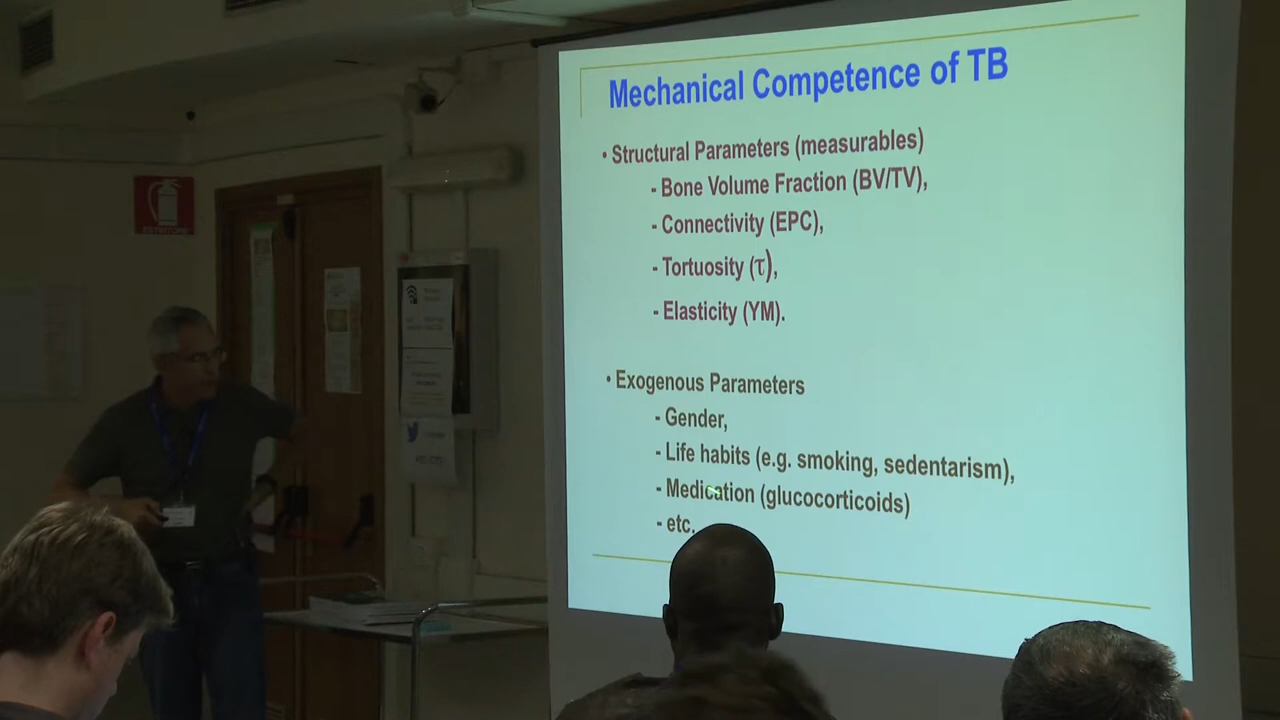 Mechanical Competence of TB
• Structural Parameters (measurables)
- Bone Volume Fraction (BV/TV),
- Connectivity (EPC),
- Tortuosity (τ),
- Elasticity (YM).
• Exogenous Parameters
- Gender,
- Life habits (e.g. smoking, sedentarism),
- Medication (glucocorticoids)
- etc.
ESTINTORE